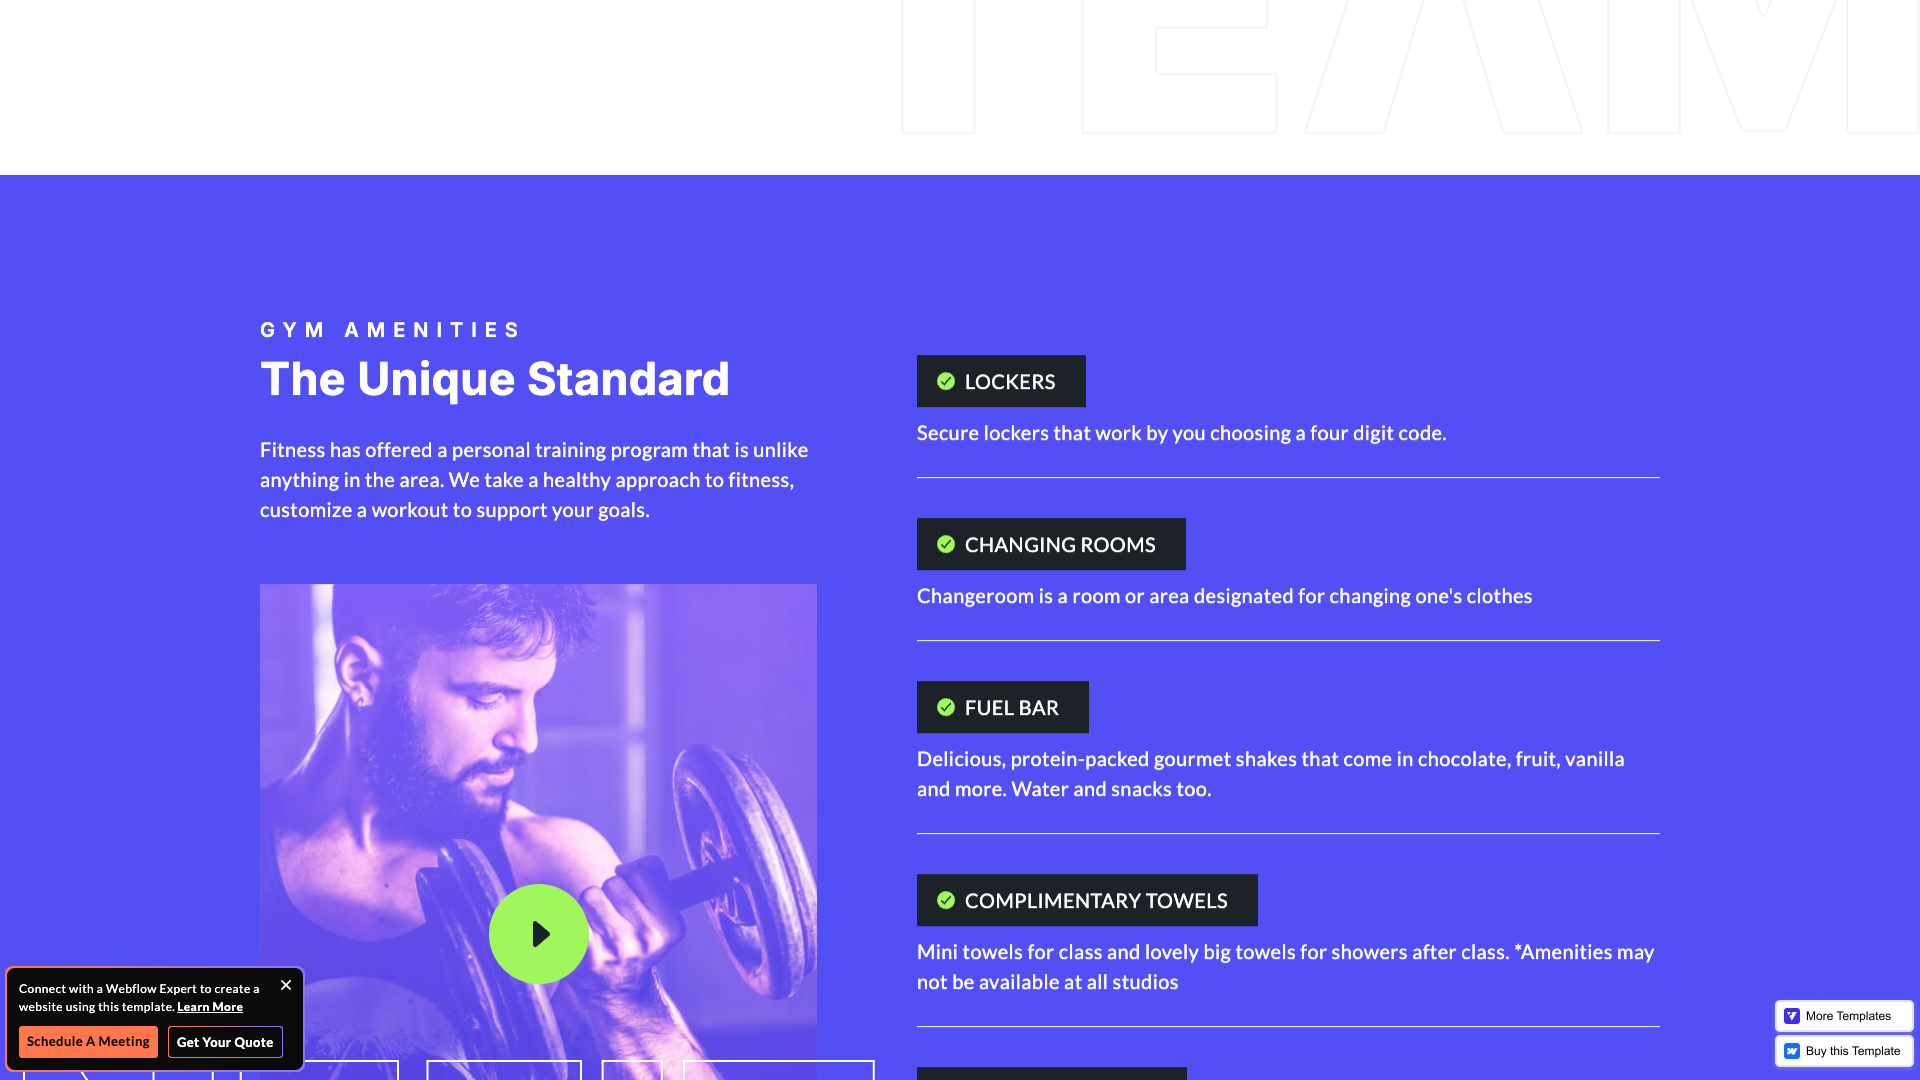 TEAM
GYM AMENITIES
The Unique Standard
Fitness has offered a personal training program that is unlike
anything in the area. We take a healthy approach to fitness,
customize a workout to support your goals.
LOCKERS
Secure lockers that work by you choosing a four digit code.
CHANGING ROOMS
Changeroom is a room or area designated for changing one's clothes
FUEL BAR
Delicious, protein-packed gourmet shakes that come in chocolate, fruit, vanilla
and more. Water and snacks too.
COMPLIMENTARY TOWELS
Mini towels for class and lovely big towels for showers after class. *Amenities may
not be available at all studios
Connect with a Webflow Expert to create a
website using this template. Learn More
Schedule A Meeting
Get Your Quote
More Templates
Buy this Template